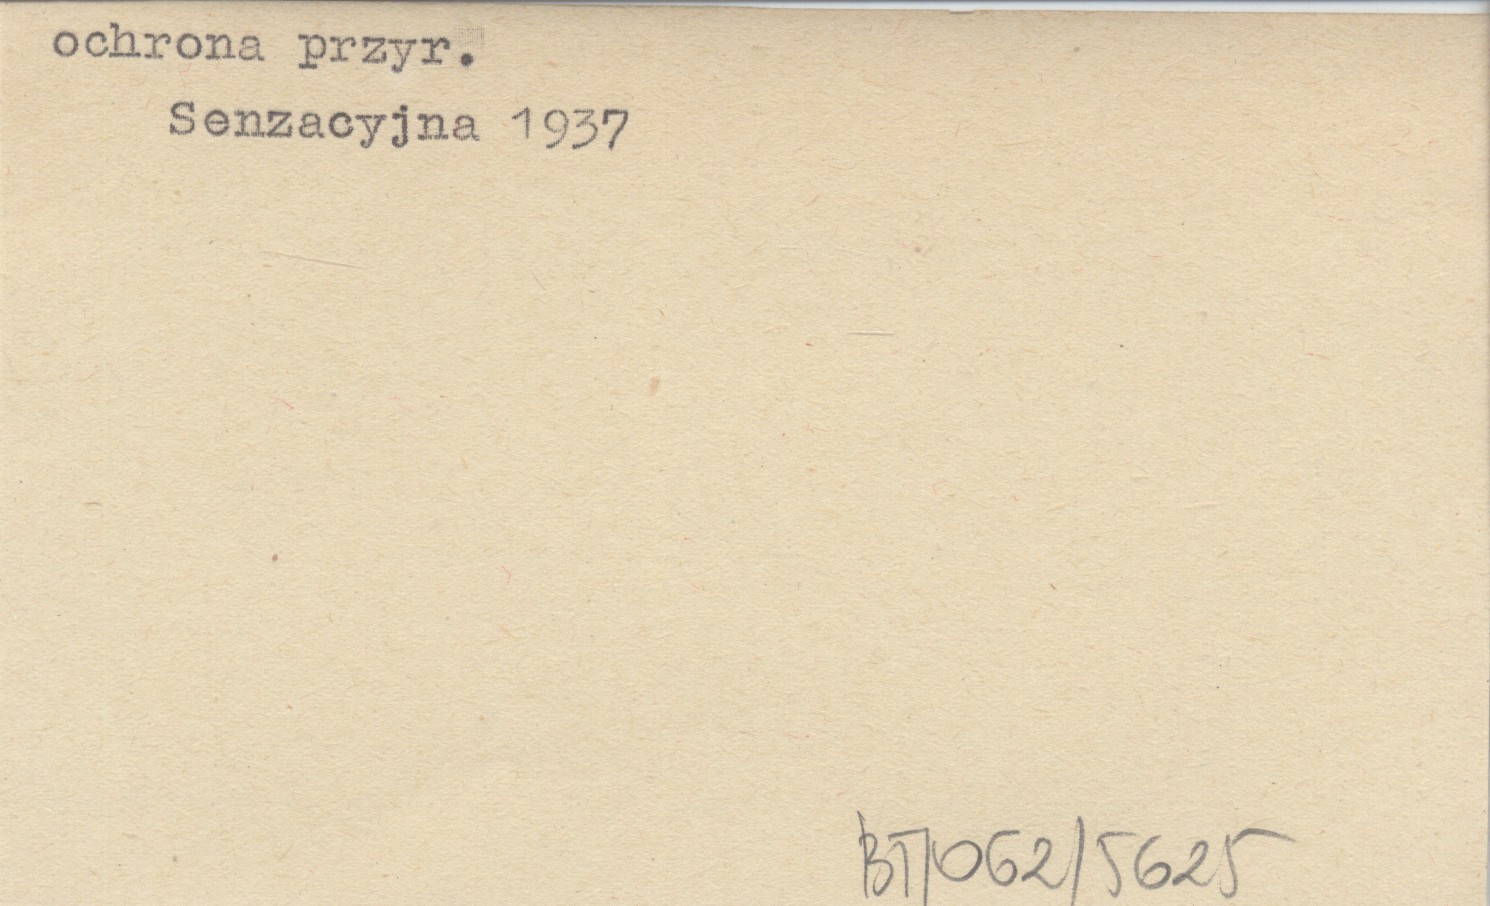 ochrona przyr.
Senzacyjna 1937
BT/062/5625